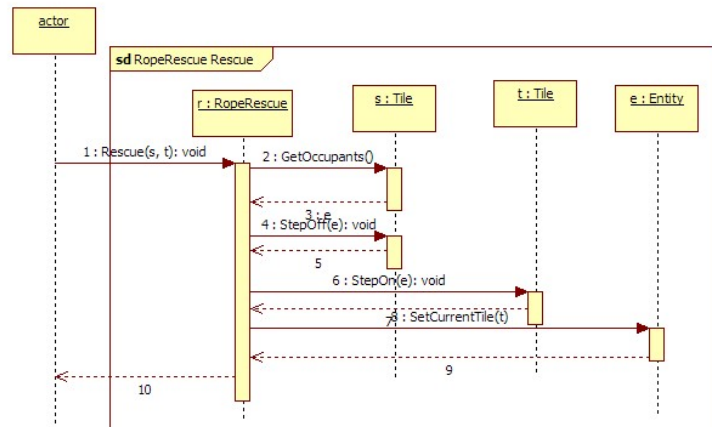 actor
sd RopeRescue Rescue
r : RopeRescue
s : Tile
t : Tile
e : Entity
1 : Rescue(s, t): void
2 : GetOccupants()
3 : e
4 : StepOff(e): void
5
6 : StepOn(e): void
7
8 : SetCurrentTile(t)
9
10